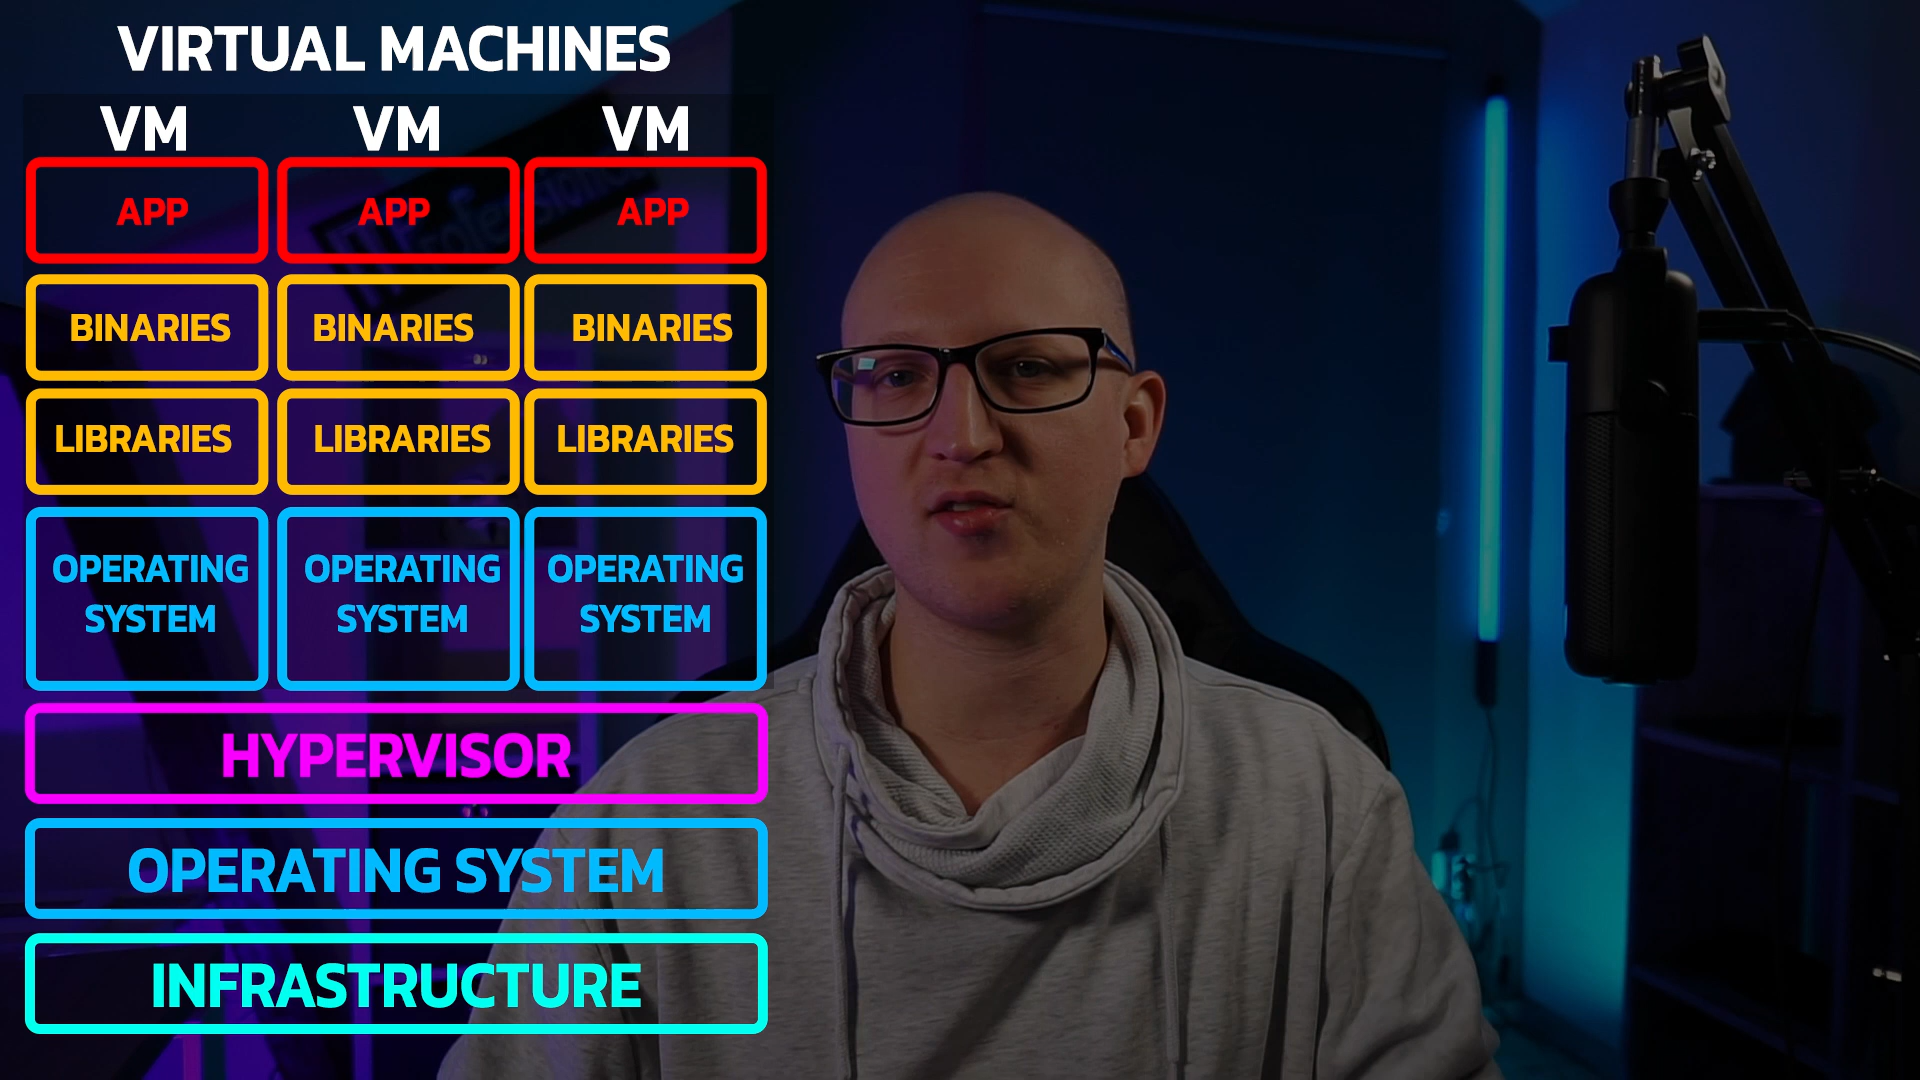 VIRTUAL MACHINES
VM VM VM
APP APP APP
BINARIES BINARIES BINARIES
LIBRARIES LIBRARIES LIBRARIES
OPERATING OPERATING OPERATING
SYSTEM SYSTEM SYSTEM
HYPERVISOR
OPERATING SYSTEM
INFRASTRUCTURE